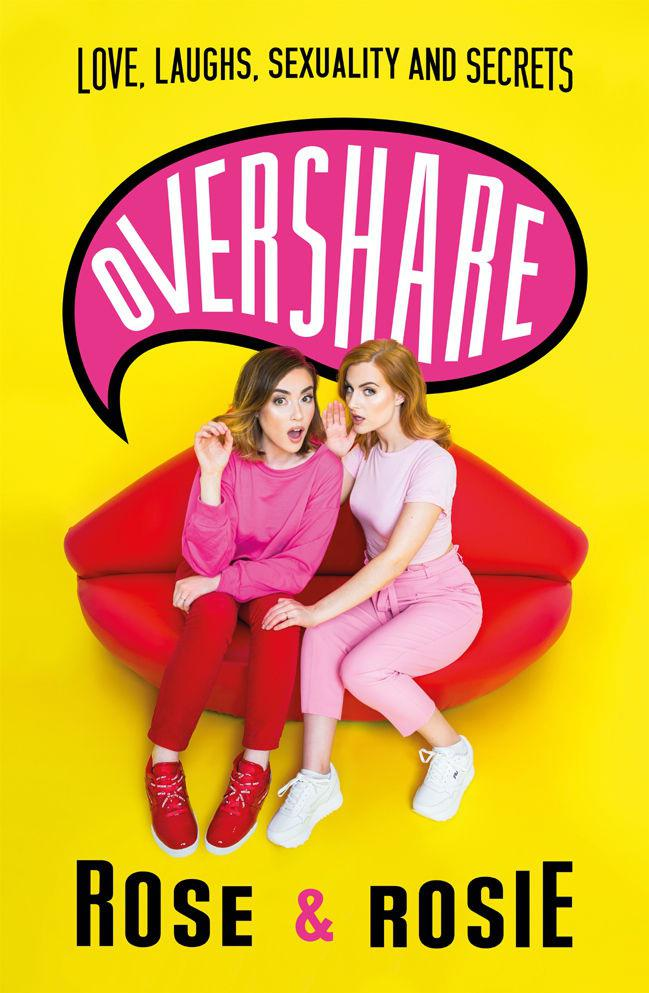 LOVE, LAUGHS, SEXUALITY AND SECRETS
OVERSHARE
ROSE & ROSIE